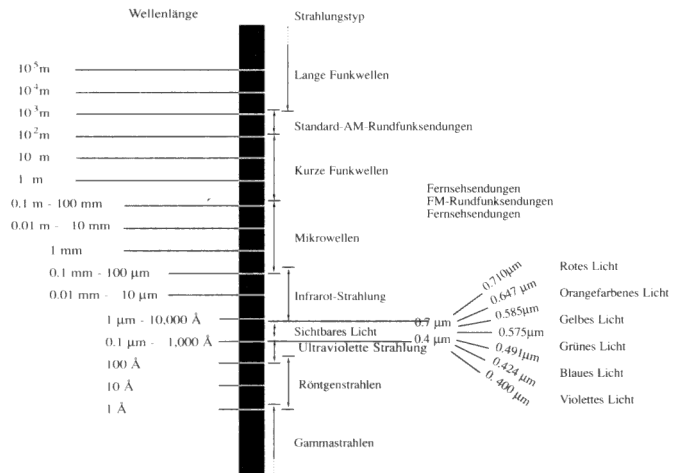 Wellenlänge
Strahlungstyp
10⁵m
10⁴m
10³m
10²m
10 m
1 m
0.1 m - 100 mm
0.01 m - 10 mm
1 mm
0.1 mm - 100 µm
0.01 mm - 10 µm
1 µm - 10,000 Å
0.1 µm - 1,000 Å
100 Å
10 Å
1 Å
Lange Funkwellen
Standard-AM-Rundfunksendungen
Kurze Funkwellen
Mikrowellen
Infrarot-Strahlung
Sichtbares Licht
Ultraviolette Strahlung
Röntgenstrahlen
Gammastrahlen
Fernsehsendungen
FM-Rundfunksendungen
Fernsehsendungen
0.7 µm
0.4 µm
0.710µm
0.647 µm
0.585µm
0.575µm
0.491µm
0.424 µm
0.400µm
Rotes Licht
Orangefarbenes Licht
Gelbes Licht
Grünes Licht
Blaues Licht
Violettes Licht